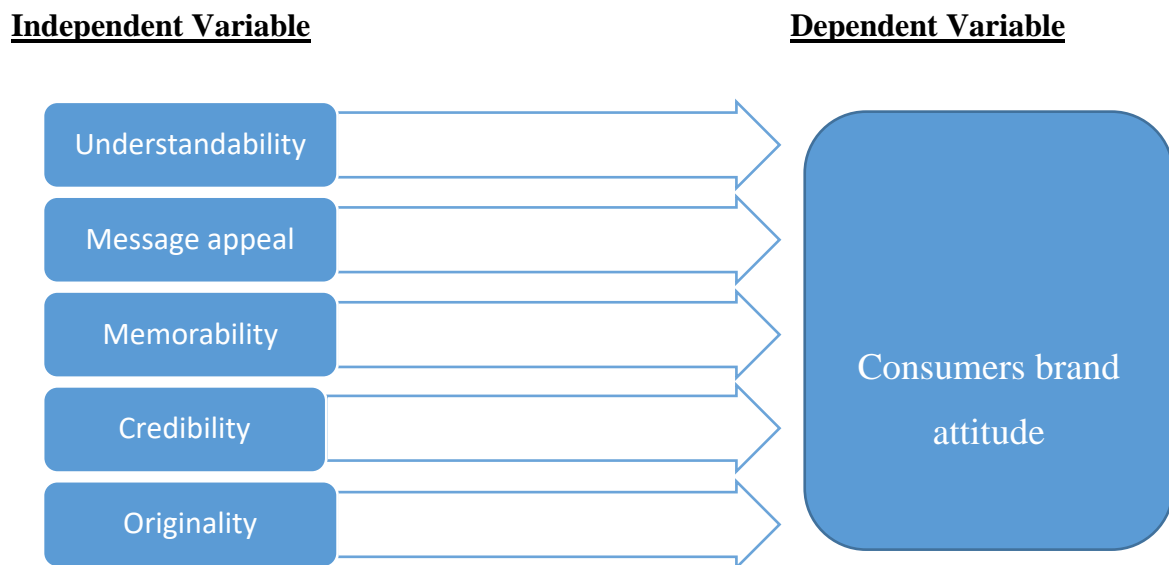 Independent Variable
Dependent Variable
Understandability
Message appeal
Memorability
Credibility
Originality
Consumers brand
attitude